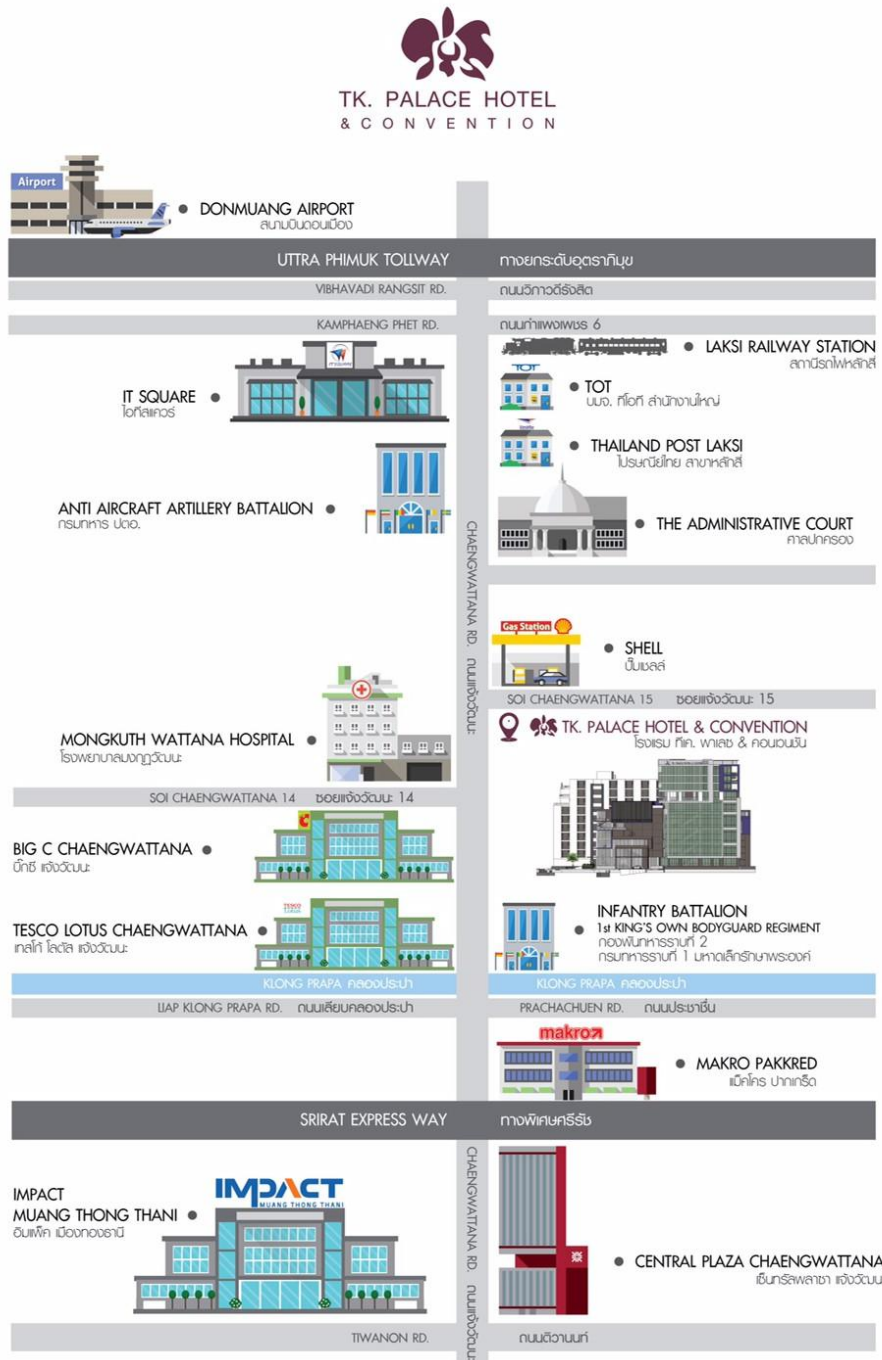 TK. PALACE HOTEL
& CONVENTION
Airport
DONMUANG AIRPORT
สนามบินดอนเมือง
UTTRA PHIMUK TOLLWAY ทางยกระดับอุตราภิมุข
VIBHAVADI RANGSIT RD. ถนนวิภาวดีรังสิต
KAMPHAENG PHET RD. ถนนกำแพงเพชร 6
IT SQUARE
IT SQUARE
ไอทีสแควร์
LAKSI RAILWAY STATION
สถานีรถไฟหลักสี่
TOT
TOT
บมจ. ทีโอที สำนักงานใหญ่
THAILAND POST LAKSI
ไปรษณีย์ไทย สาขาหลักสี่
ANTI AIRCRAFT ARTILLERY BATTALION
กรมทหาร ปตอ.
THE ADMINISTRATIVE COURT
ศาลปกครอง
CHAENGWATTANA RD. ถนนแจ้งวัฒนะ
Gas Station
SHELL
ปั๊มเชลล์
SOI CHAENGWATTANA 15 ซอยแจ้งวัฒนะ 15
TK. PALACE HOTEL & CONVENTION
โรงแรม ทีเค. พาเลซ & คอนเวนชัน
MONGKUTH WATTANA HOSPITAL
โรงพยาบาลมงกุฎวัฒนะ
SOI CHAENGWATTANA 14 ซอยแจ้งวัฒนะ 14
BIG C CHAENGWATTANA
บิ๊กซี แจ้งวัฒนะ
TESCO LOTUS CHAENGWATTANA
เทสโก้ โลตัส แจ้งวัฒนะ
TESCO
Lotus
INFANTRY BATTALION
1st KING'S OWN BODYGUARD REGIMENT
กองพันทหารราบที่ 2
กรมทหารราบที่ 1 มหาดเล็กรักษาพระองค์
KLONG PRAPA คลองประปา
KLONG PRAPA คลองประปา
LIAP KLONG PRAPA RD. ถนนเลียบคลองประปา
PRACHACHUEN RD. ถนนประชาชื่น
makro
MAKRO PAKKRED
แม็คโคร ปากเกร็ด
SRIRAT EXPRESS WAY ทางพิเศษศรีรัช
IMPACT
MUANG THONG THANI
IMPACT
MUANG THONG THANI
อิมแพ็ค เมืองทองธานี
CHAENGWATTANA RD. ถนนแจ้งวัฒนะ
CENTRAL PLAZA CHAENGWATTANA
เซ็นทรัลพลาซา แจ้งวัฒน
TIWANON RD. ถนนติวานนท์